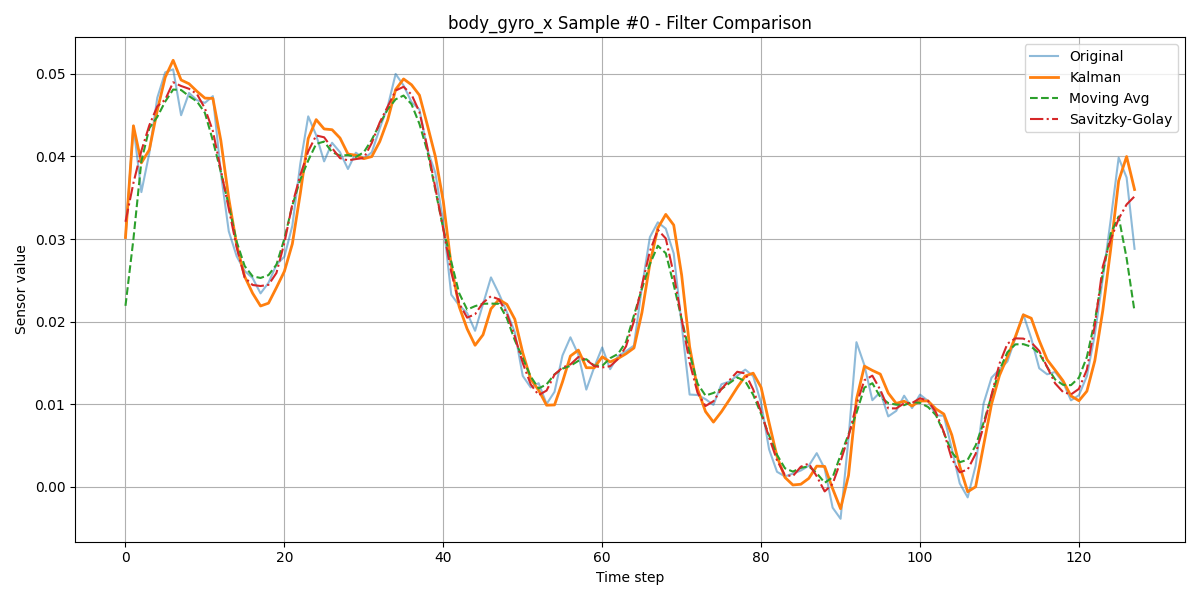 body_gyro_x Sample #0 - Filter Comparison
Original
Kalman
Moving Avg
Savitzky-Golay
Sensor value
0.05
0.04
0.03
0.02
0.01
0.00
0 20 40 60 80 100 120
Time step